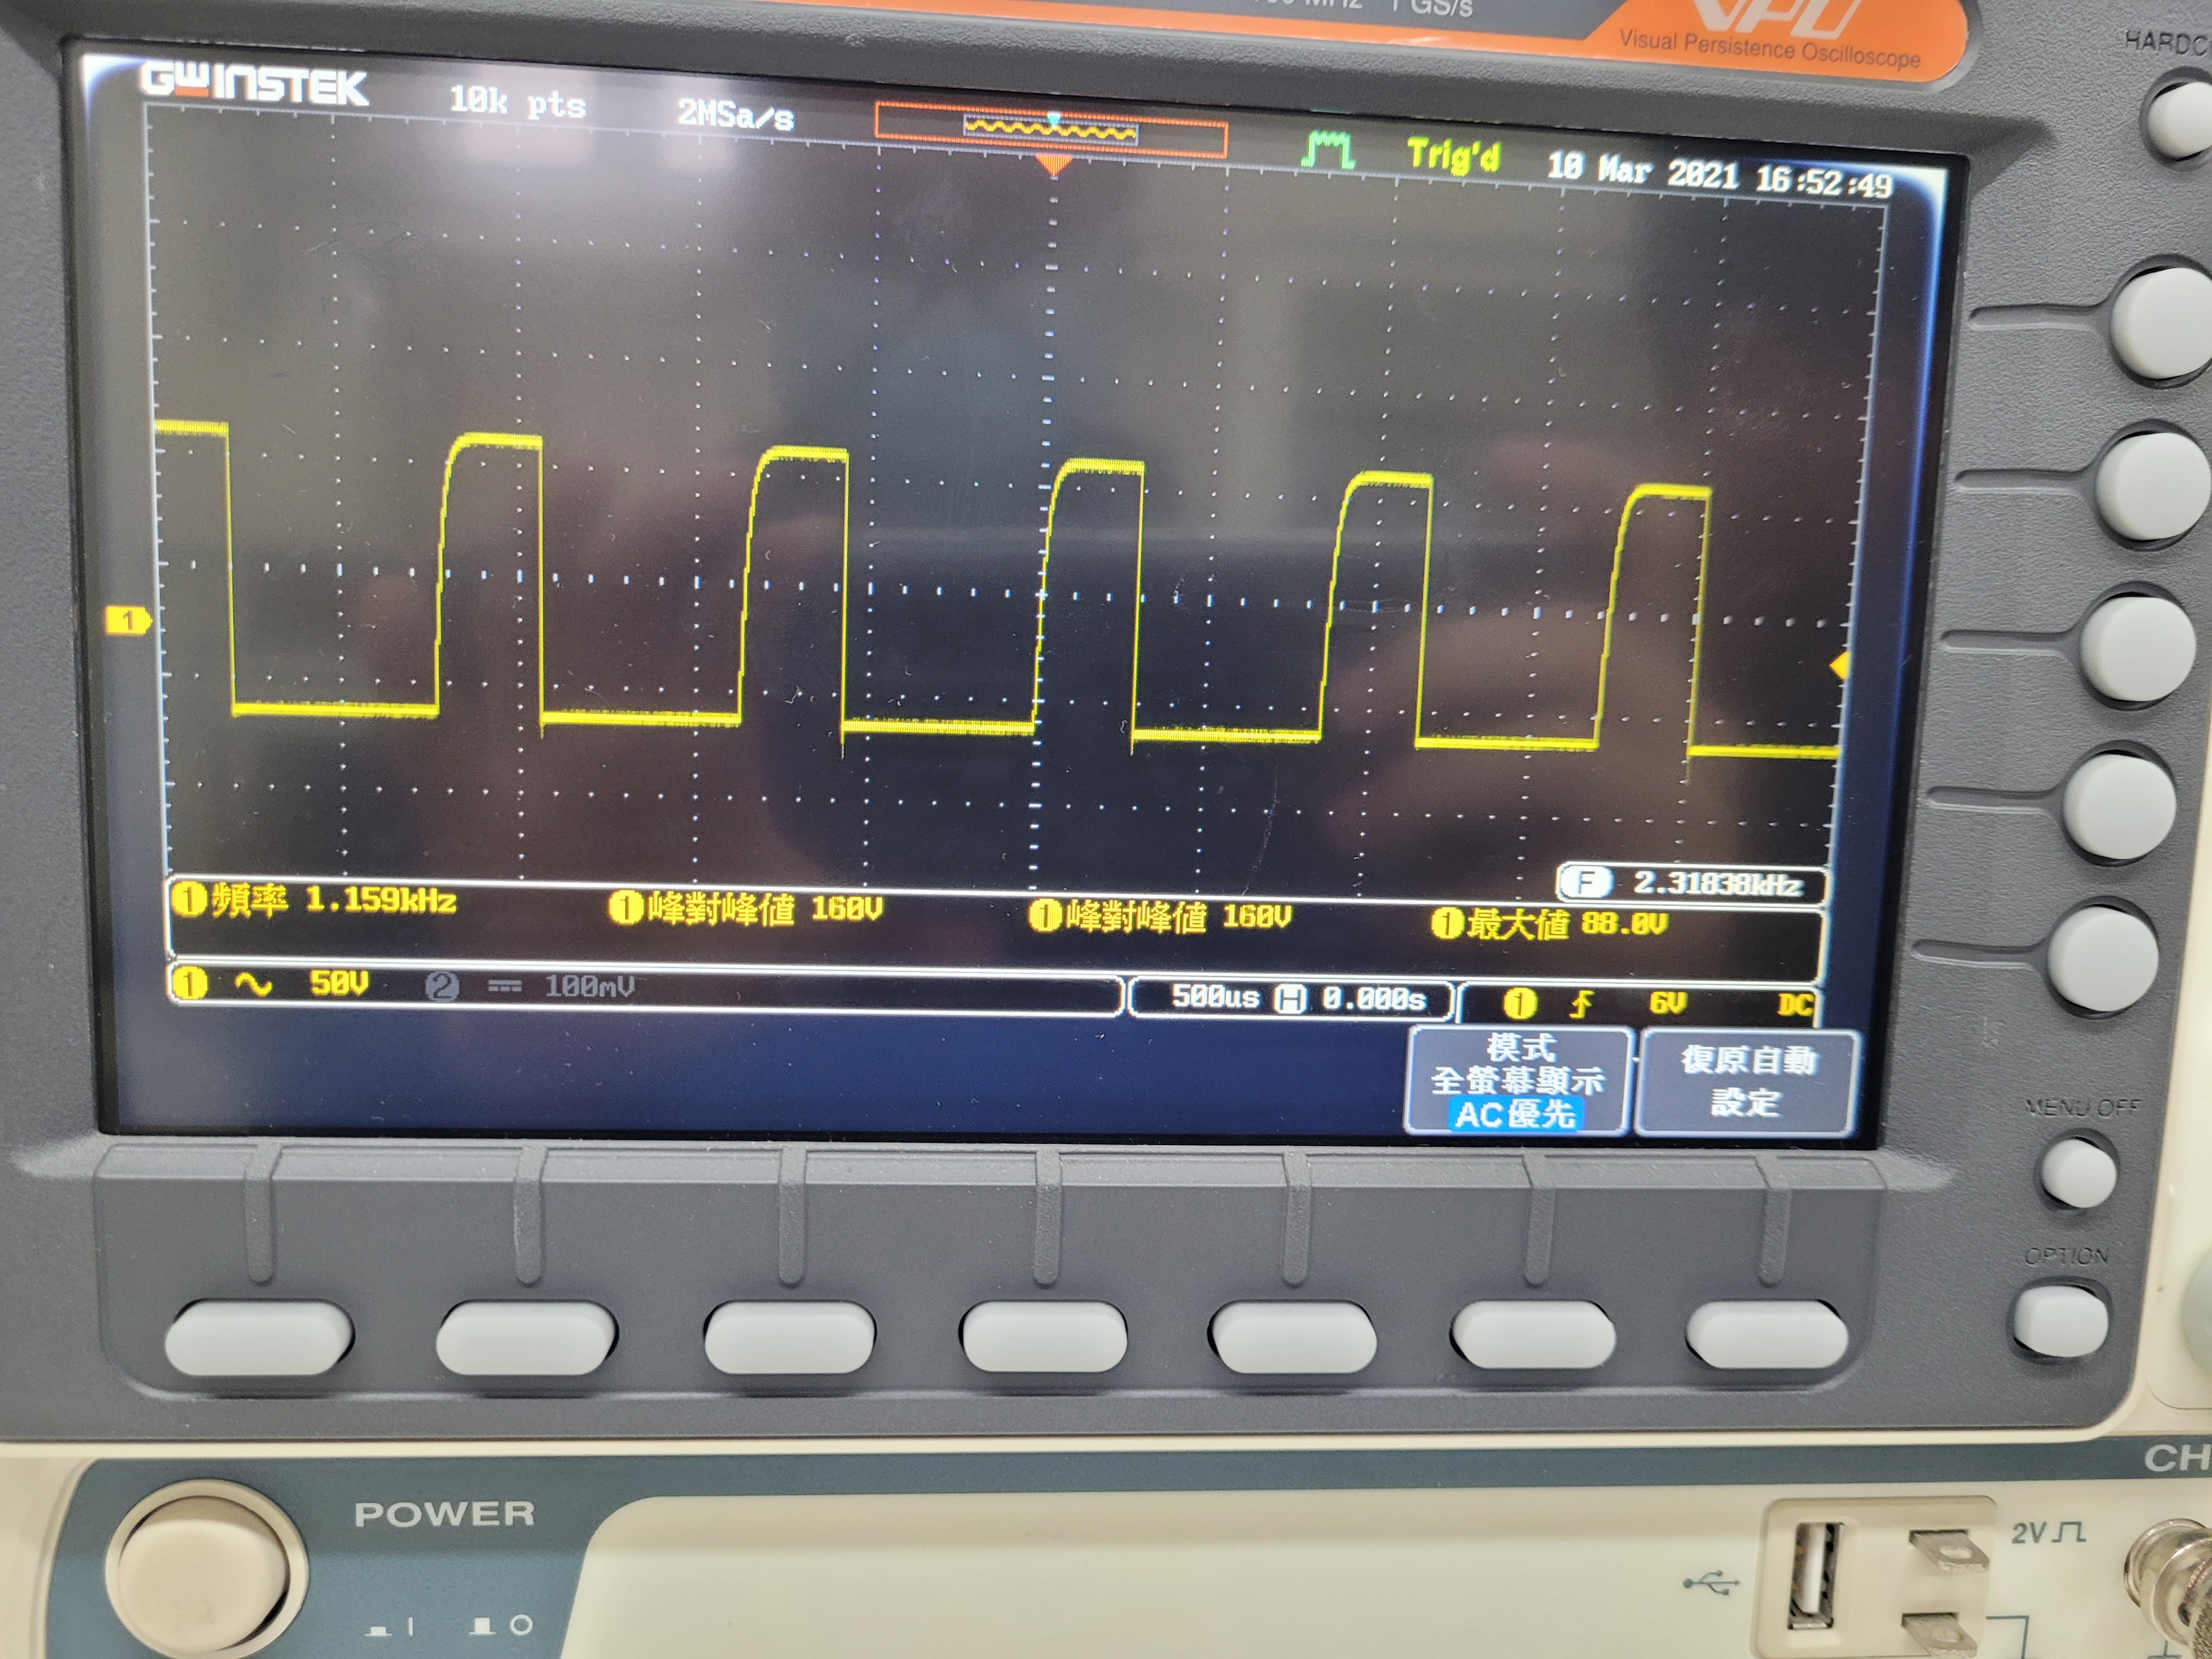 1 GS/s
Visual Persistence Oscilloscope
GWINSTEK 10k pts 2MSa/s Trig'd 10 Mar 2021 16:52:49
1
F 2.31838kHz
1 頻率 1.159kHz 1 峰對峰值 160V 1 峰對峰值 160V 1 最大值 88.0V
1 50V 2 100mV 500us H 0.000s 1 6V DC
模式
全螢幕顯示
AC優先
復原自動
設定
MENU OFF
OPTION
POWER
2V
CH